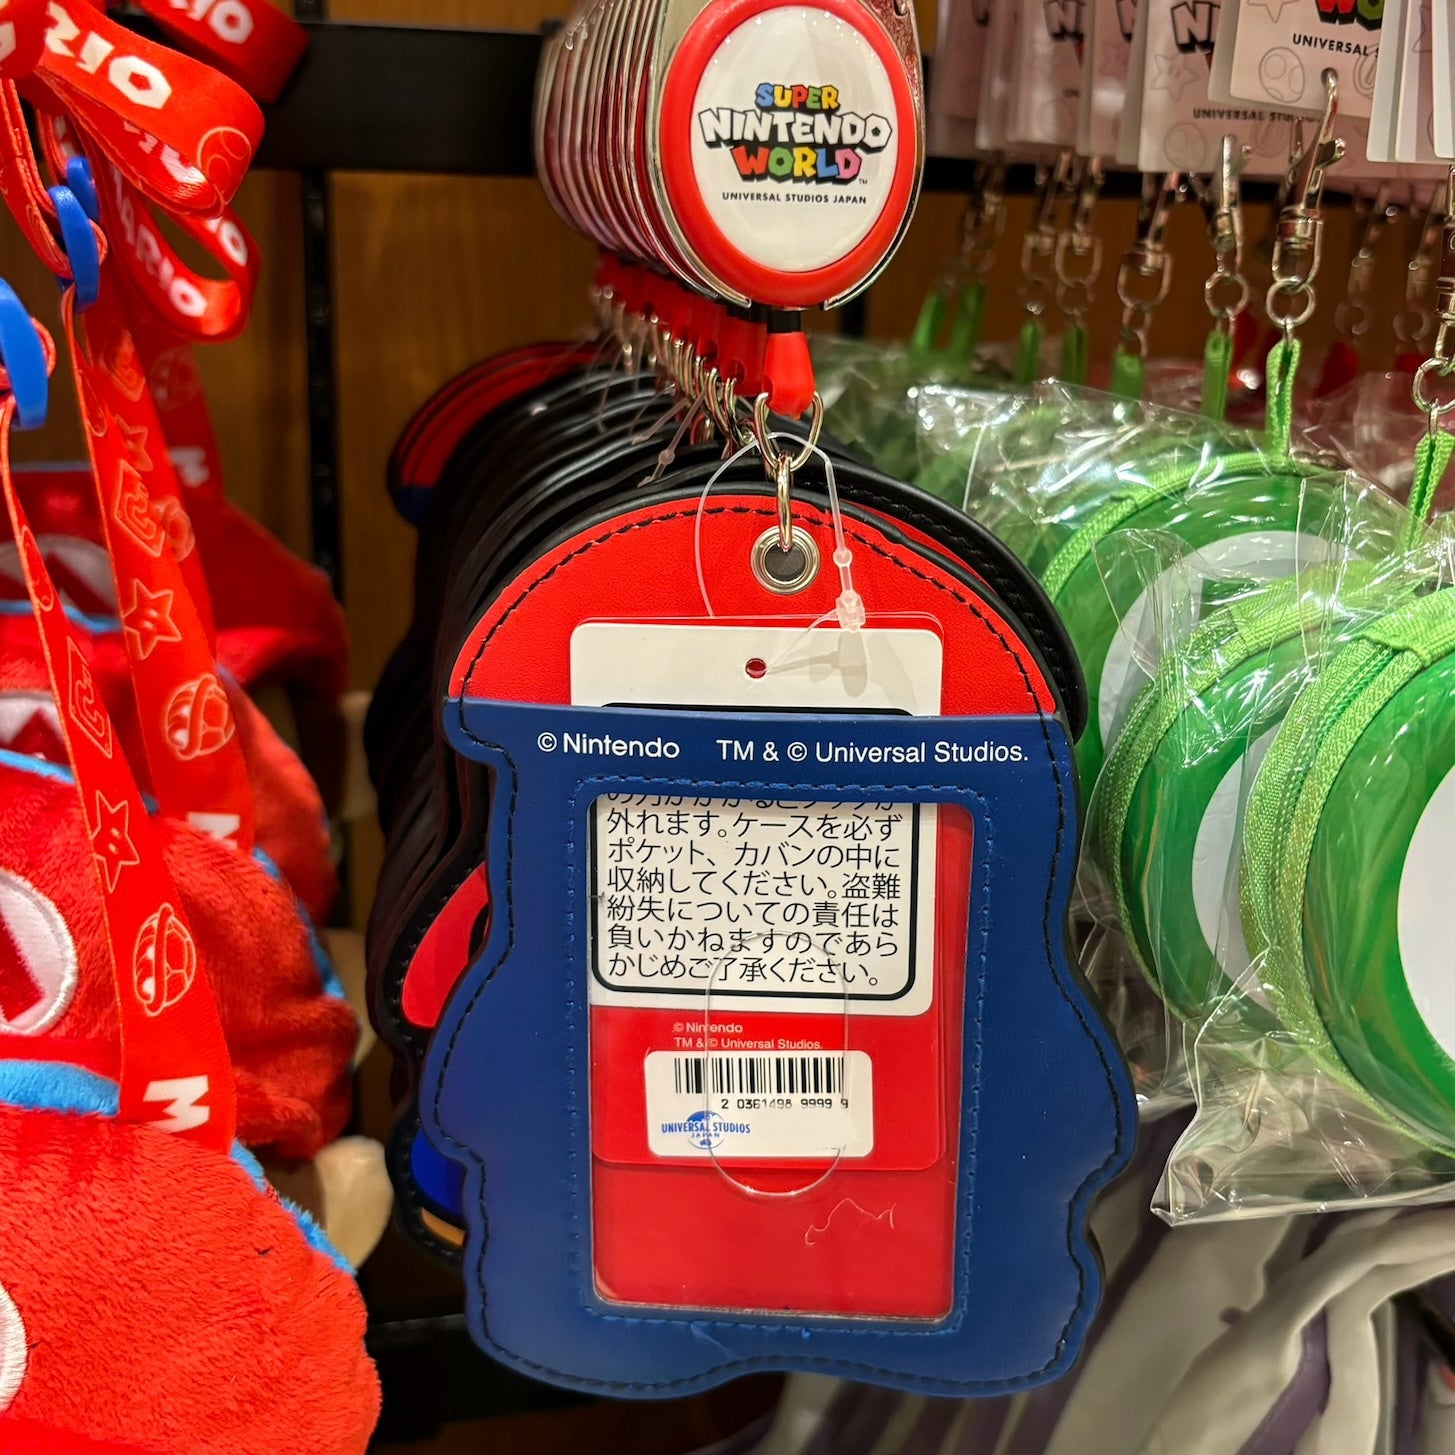 SUPER
NINTENDO
WORLD™
UNIVERSAL STUDIOS JAPAN
UNIVERSAL
UNIVERSAL
© Nintendo TM & © Universal Studios.
外れます。ケースを必ず
ポケット、カバンの中に
収納してください。盗難
紛失についての責任は
負いかねますのであら
かじめご了承ください。
© Nintendo
TM & © Universal Studios.
2 0361498 9999 9
UNIVERSAL STUDIOS
JAPAN